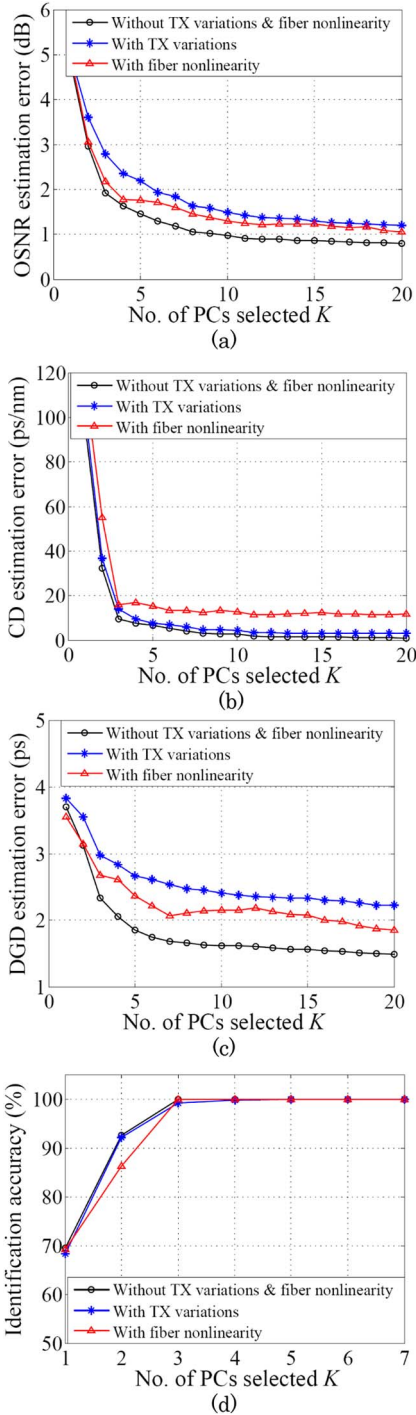 OSNR estimation error (dB)
6
5
4
3
2
1
0
Without TX variations & fiber nonlinearity
With TX variations
With fiber nonlinearity
0 5 10 15 20
No. of PCs selected K
(a)
CD estimation error (ps/nm)
120
100
80
60
40
20
0
Without TX variations & fiber nonlinearity
With TX variations
With fiber nonlinearity
0 5 10 15 20
No. of PCs selected K
(b)
DGD estimation error (ps)
5
4
3
2
1
Without TX variations & fiber nonlinearity
With TX variations
With fiber nonlinearity
0 5 10 15 20
No. of PCs selected K
(c)
Identification accuracy (%)
100
90
80
70
60
50
Without TX variations & fiber nonlinearity
With TX variations
With fiber nonlinearity
1 2 3 4 5 6 7
No. of PCs selected K
(d)